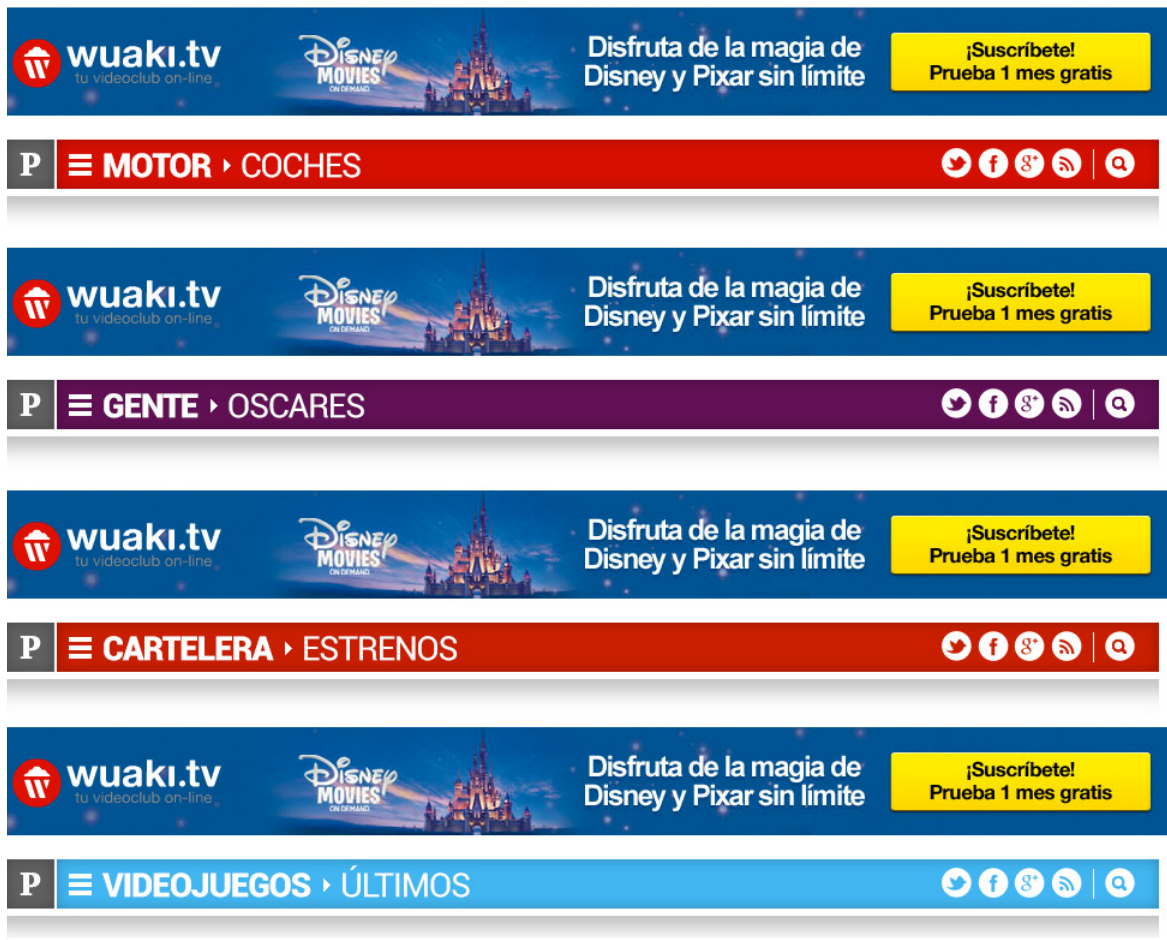 wuakı.tv
tu videoclub on-line
DISNEY
MOVIES
ON DEMAND
Disfruta de la magia de
Disney y Pixar sin límite
¡Suscríbete!
Prueba 1 mes gratis
P MOTOR COCHES
wuakı.tv
tu videoclub on-line
DISNEY
MOVIES
ON DEMAND
Disfruta de la magia de
Disney y Pixar sin límite
¡Suscríbete!
Prueba 1 mes gratis
P GENTE OSCARES
wuakı.tv
tu videoclub on-line
DISNEY
MOVIES
ON DEMAND
Disfruta de la magia de
Disney y Pixar sin límite
¡Suscríbete!
Prueba 1 mes gratis
P CARTELERA ESTRENOS
wuakı.tv
tu videoclub on-line
DISNEY
MOVIES
ON DEMAND
Disfruta de la magia de
Disney y Pixar sin límite
¡Suscríbete!
Prueba 1 mes gratis
P VIDEOJUEGOS ÚLTIMOS